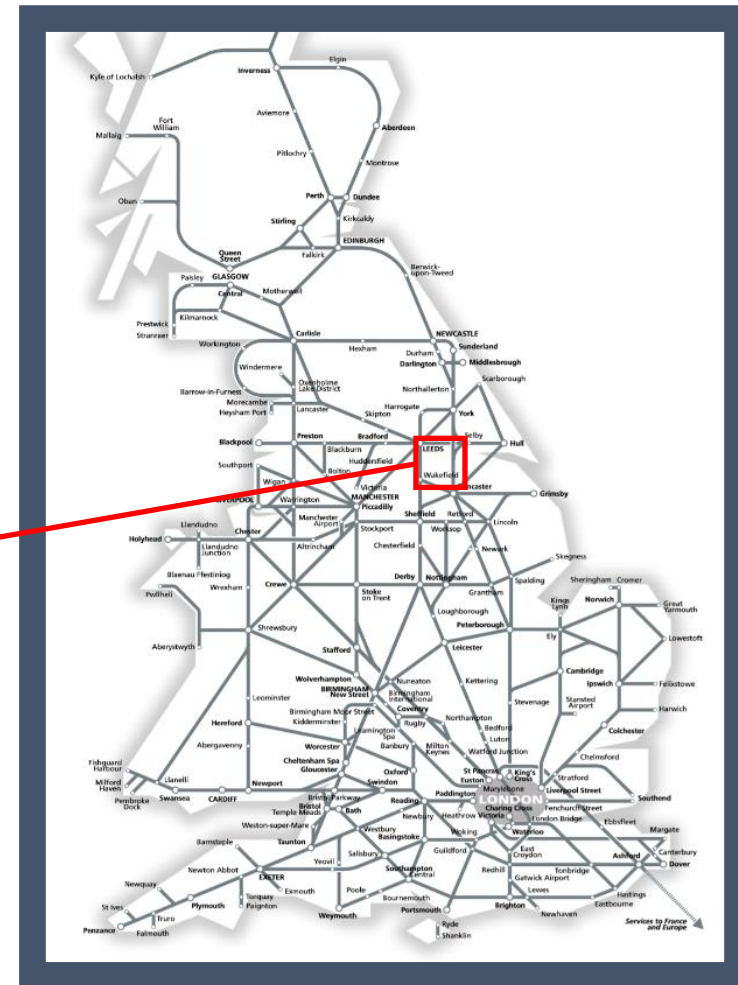 Elgin
Inverness
Kyle of Lochalsh
Aviemore
Fort
William
Mallaig
Aberdeen
Pitlochry
Montrose
Perth
Dundee
Oban
Kirkcaldy
Stirling
EDINBURGH
Queen
Street
Falkirk
Berwick-
upon-Tweed
Paisley
GLASGOW
Central
Motherwell
Kilmarnock
Prestwick
Stranraer
Carlisle
NEWCASTLE
Workington
Hexham
Sunderland
Durham
Darlington
Middlesbrough
Windermere
Oxenholme
Lake District
Scarborough
Barrow-in-Furness
Northallerton
Morecambe
Heysham Port
Lancaster
Harrogate
York
Skipton
Preston
Bradford
Selby
Blackpool
Blackburn
LEEDS
Hull
Huddersfield
Southport
Bolton
Wakefield
Wigan
Victoria
MANCHESTER
Piccadilly
Grimsby
Warrington
Manchester
Airport
Sheffield
Retford
Lincoln
Llandudno
Chester
Stockport
Worksop
Holyhead
Llandudno
Junction
Altrincham
Chesterfield
Newark
Skegness
Blaenau Ffestiniog
Wrexham
Crewe
Stoke
on Trent
Derby
Nottingham
Grantham
Spalding
Sheringham
Cromer
Pwllheli
Loughborough
Kings
Lynn
Norwich
Great
Yarmouth
Shrewsbury
Peterborough
Ely
Aberystwyth
Stafford
Leicester
Lowestoft
Wolverhampton
Nuneaton
Kettering
Cambridge
BIRMINGHAM
New Street
Birmingham
International
Ipswich
Felixstowe
Leominster
Coventry
Stevenage
Stansted
Airport
Harwich
Birmingham Moor Street
Kidderminster
Rugby
Northampton
Hereford
Leamington
Spa
Bedford
Colchester
Abergavenny
Worcester
Banbury
Milton
Keynes
Luton
Watford Junction
Chelmsford
Fishguard
Harbour
Cheltenham Spa
Gloucester
Oxford
St Pancras
Euston
King's
Cross
Stratford
Milford
Haven
Llanelli
Newport
Swindon
Marylebone
Liverpool Street
Pembroke
Dock
Swansea
CARDIFF
Bristol Parkway
Reading
Paddington
LONDON
Fenchurch Street
Southend
Bristol
Temple Meads
Bath
Newbury
Heathrow
Victoria
Charing Cross
London Bridge
Ebbsfleet
Weston-super-Mare
Westbury
Basingstoke
Woking
Waterloo
Margate
Barnstaple
Taunton
Salisbury
Guildford
East
Croydon
Canterbury
Newton Abbot
Yeovil
Southampton
Central
Redhill
Tonbridge
Ashford
Dover
EXETER
Gatwick Airport
Newquay
Exmouth
Poole
Lewes
Hastings
St Ives
Plymouth
Torquay
Paignton
Bournemouth
Eastbourne
Truro
Weymouth
Portsmouth
Brighton
Newhaven
Penzance
Falmouth
Ryde
Shanklin
Services to France
and Europe